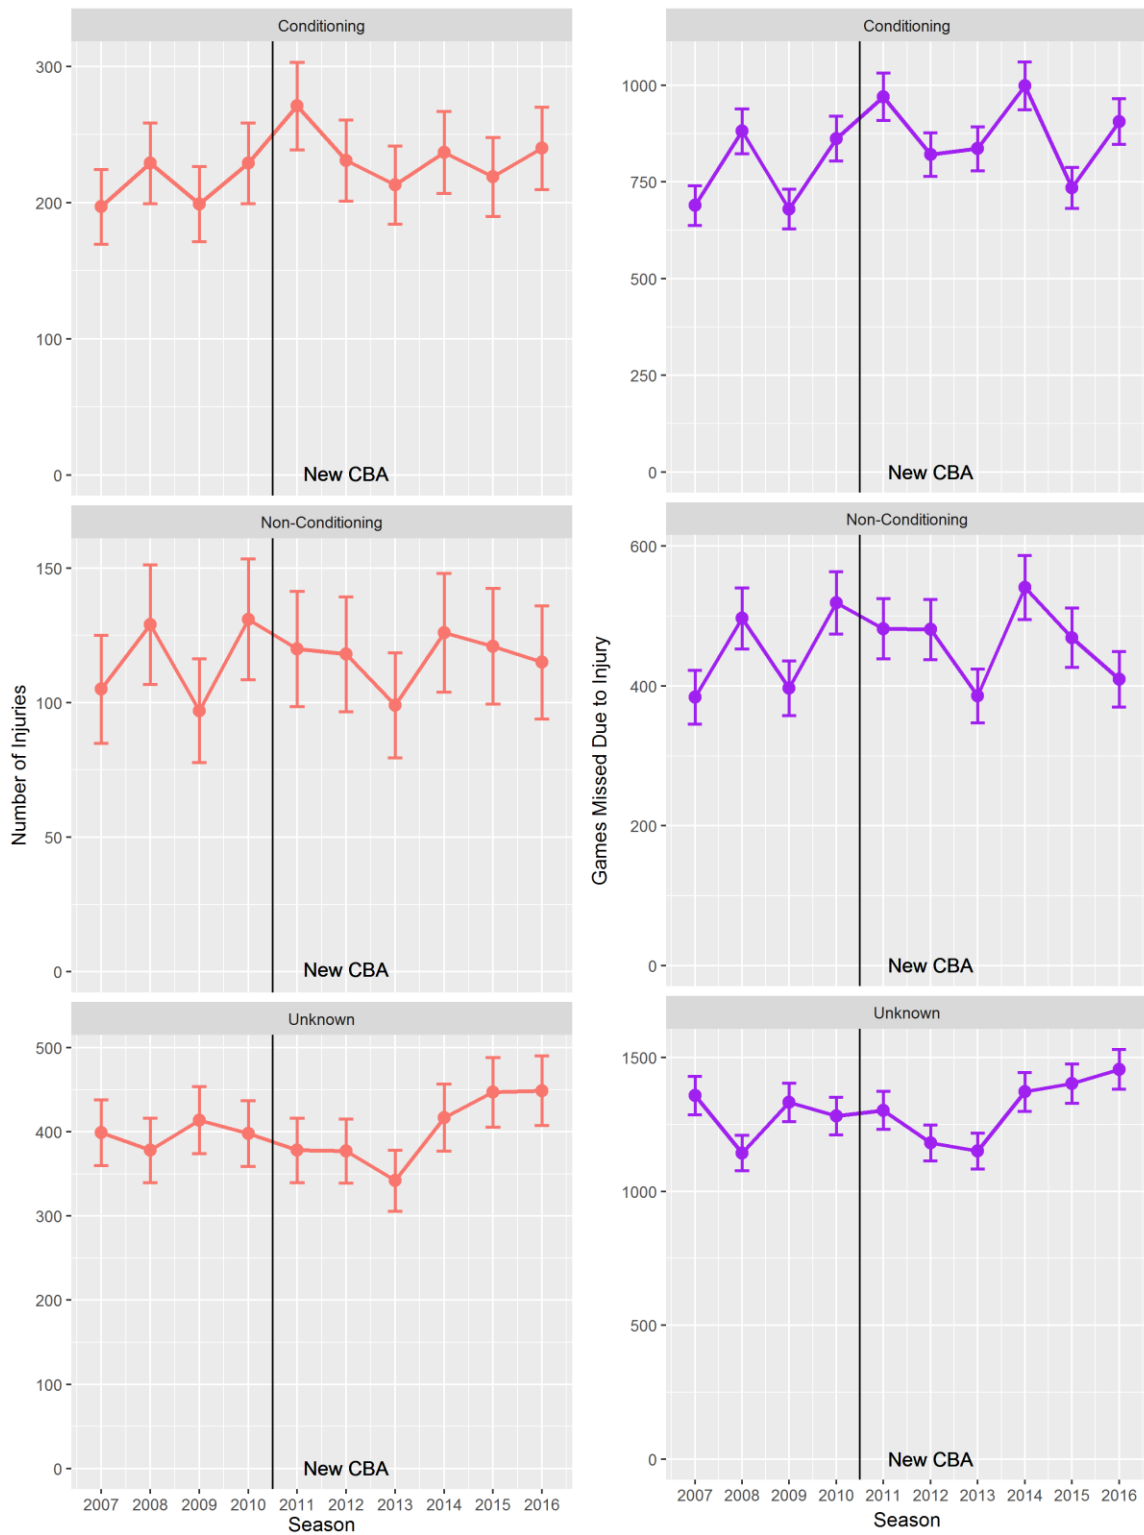 Conditioning
300
200
100
0
New CBA
Non-Conditioning
150
100
50
0
New CBA
Unknown
500
400
300
200
100
0
New CBA
2007 2008 2009 2010 2011 2012 2013 2014 2015 2016
Season
Number of Injuries
Conditioning
1000
750
500
250
0
New CBA
Non-Conditioning
600
400
200
0
New CBA
Unknown
1500
1000
500
0
New CBA
2007 2008 2009 2010 2011 2012 2013 2014 2015 2016
Season
Games Missed Due to Injury